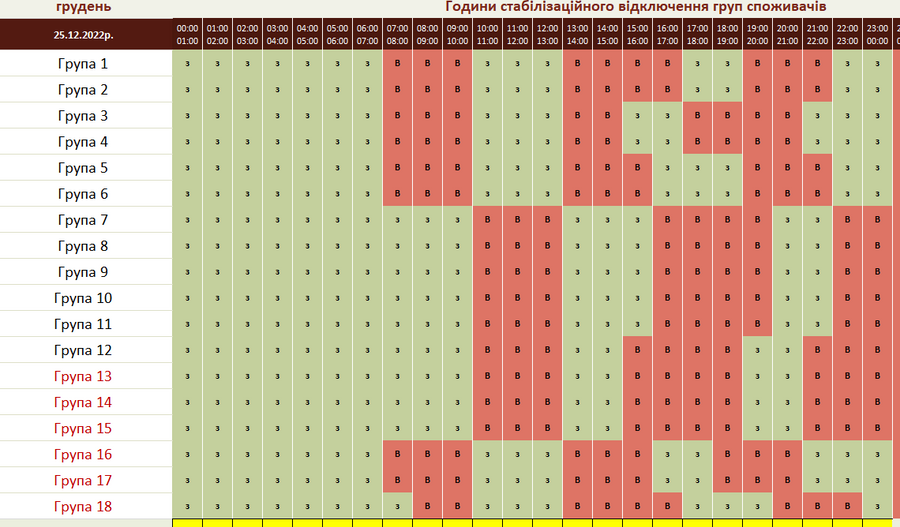 грудень Години стабілізаційного відключення груп споживачів
25.12.2022р. 00:00 01:00 02:00 03:00 04:00 05:00 06:00 07:00 08:00 09:00 10:00 11:00 12:00 13:00 14:00 15:00 16:00 17:00 18:00 19:00 20:00 21:00 22:00 23:00
01:00 02:00 03:00 04:00 05:00 06:00 07:00 08:00 09:00 10:00 11:00 12:00 13:00 14:00 15:00 16:00 17:00 18:00 19:00 20:00 21:00 22:00 23:00 00:00
Група 1 з з з з з з з В В В з з з В В В В з з В В В з з
Група 2 з з з з з з з В В В з з з В В В В з з В В В з з
Група 3 з з з з з з з В В В з з з В В з з В В В В з з з
Група 4 з з з з з з з В В В з з з В В з з В В В В з з з
Група 5 з з з з з з з В В В з з з В В В з з з В В В з з
Група 6 з з з з з з з В В В з з з В В В з з з В В В з з
Група 7 з з з з з з з з з з В В В з з з В В В В з з В В
Група 8 з з з з з з з з з з В В В з з з В В В В з з В В
Група 9 з з з з з з з з з з В В В з з з В В В В з з В В
Група 10 з з з з з з з з з з В В В з з з В В В В з з В В
Група 11 з з з з з з з з з з В В В з з з В В В В з з В В
Група 12 з з з з з з з з з з В В В з з В В В В з з В В В
Група 13 з з з з з з з з з з В В В з з В В В В з з В В В
Група 14 з з з з з з з з з з В В В з з В В В В з з В В В
Група 15 з з з з з з з з з з В В В з з В В В В з з В В В
Група 16 з з з з з з з В В В з з з В В В з з В В В з з з
Група 17 з з з з з з з В В В з з з В В В з з В В В з з з
Група 18 з з з з з з з з В В з з з В В В В з з з В В В з